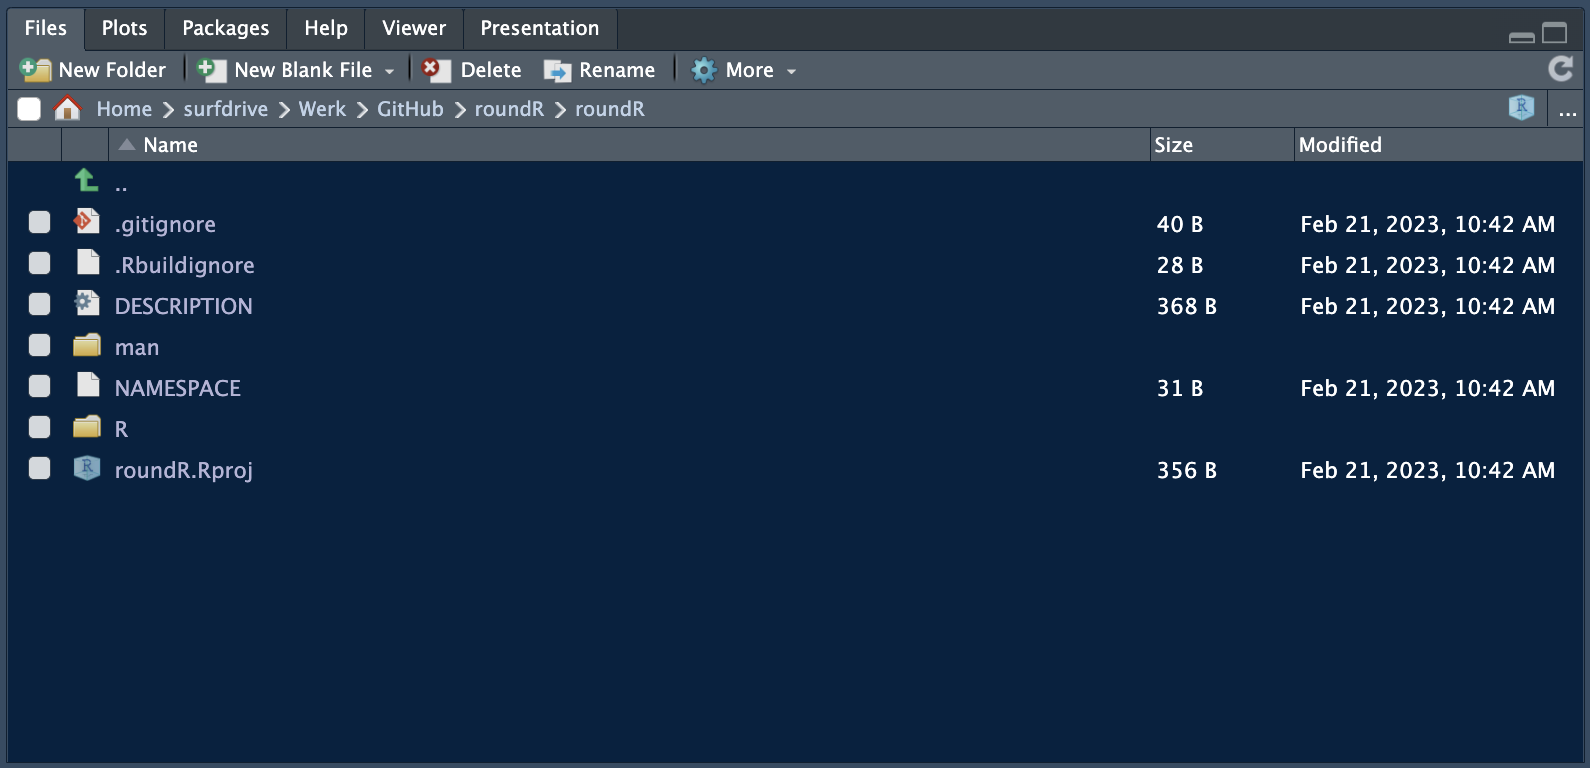 Files Plots Packages Help Viewer Presentation
New Folder New Blank File Delete Rename More
Home surfdrive Werk GitHub roundR roundR R ...
Name Size Modified
..
.gitignore 40 B Feb 21, 2023, 10:42 AM
.Rbuildignore 28 B Feb 21, 2023, 10:42 AM
DESCRIPTION 368 B Feb 21, 2023, 10:42 AM
man
NAMESPACE 31 B Feb 21, 2023, 10:42 AM
R
R roundR.Rproj 356 B Feb 21, 2023, 10:42 AM